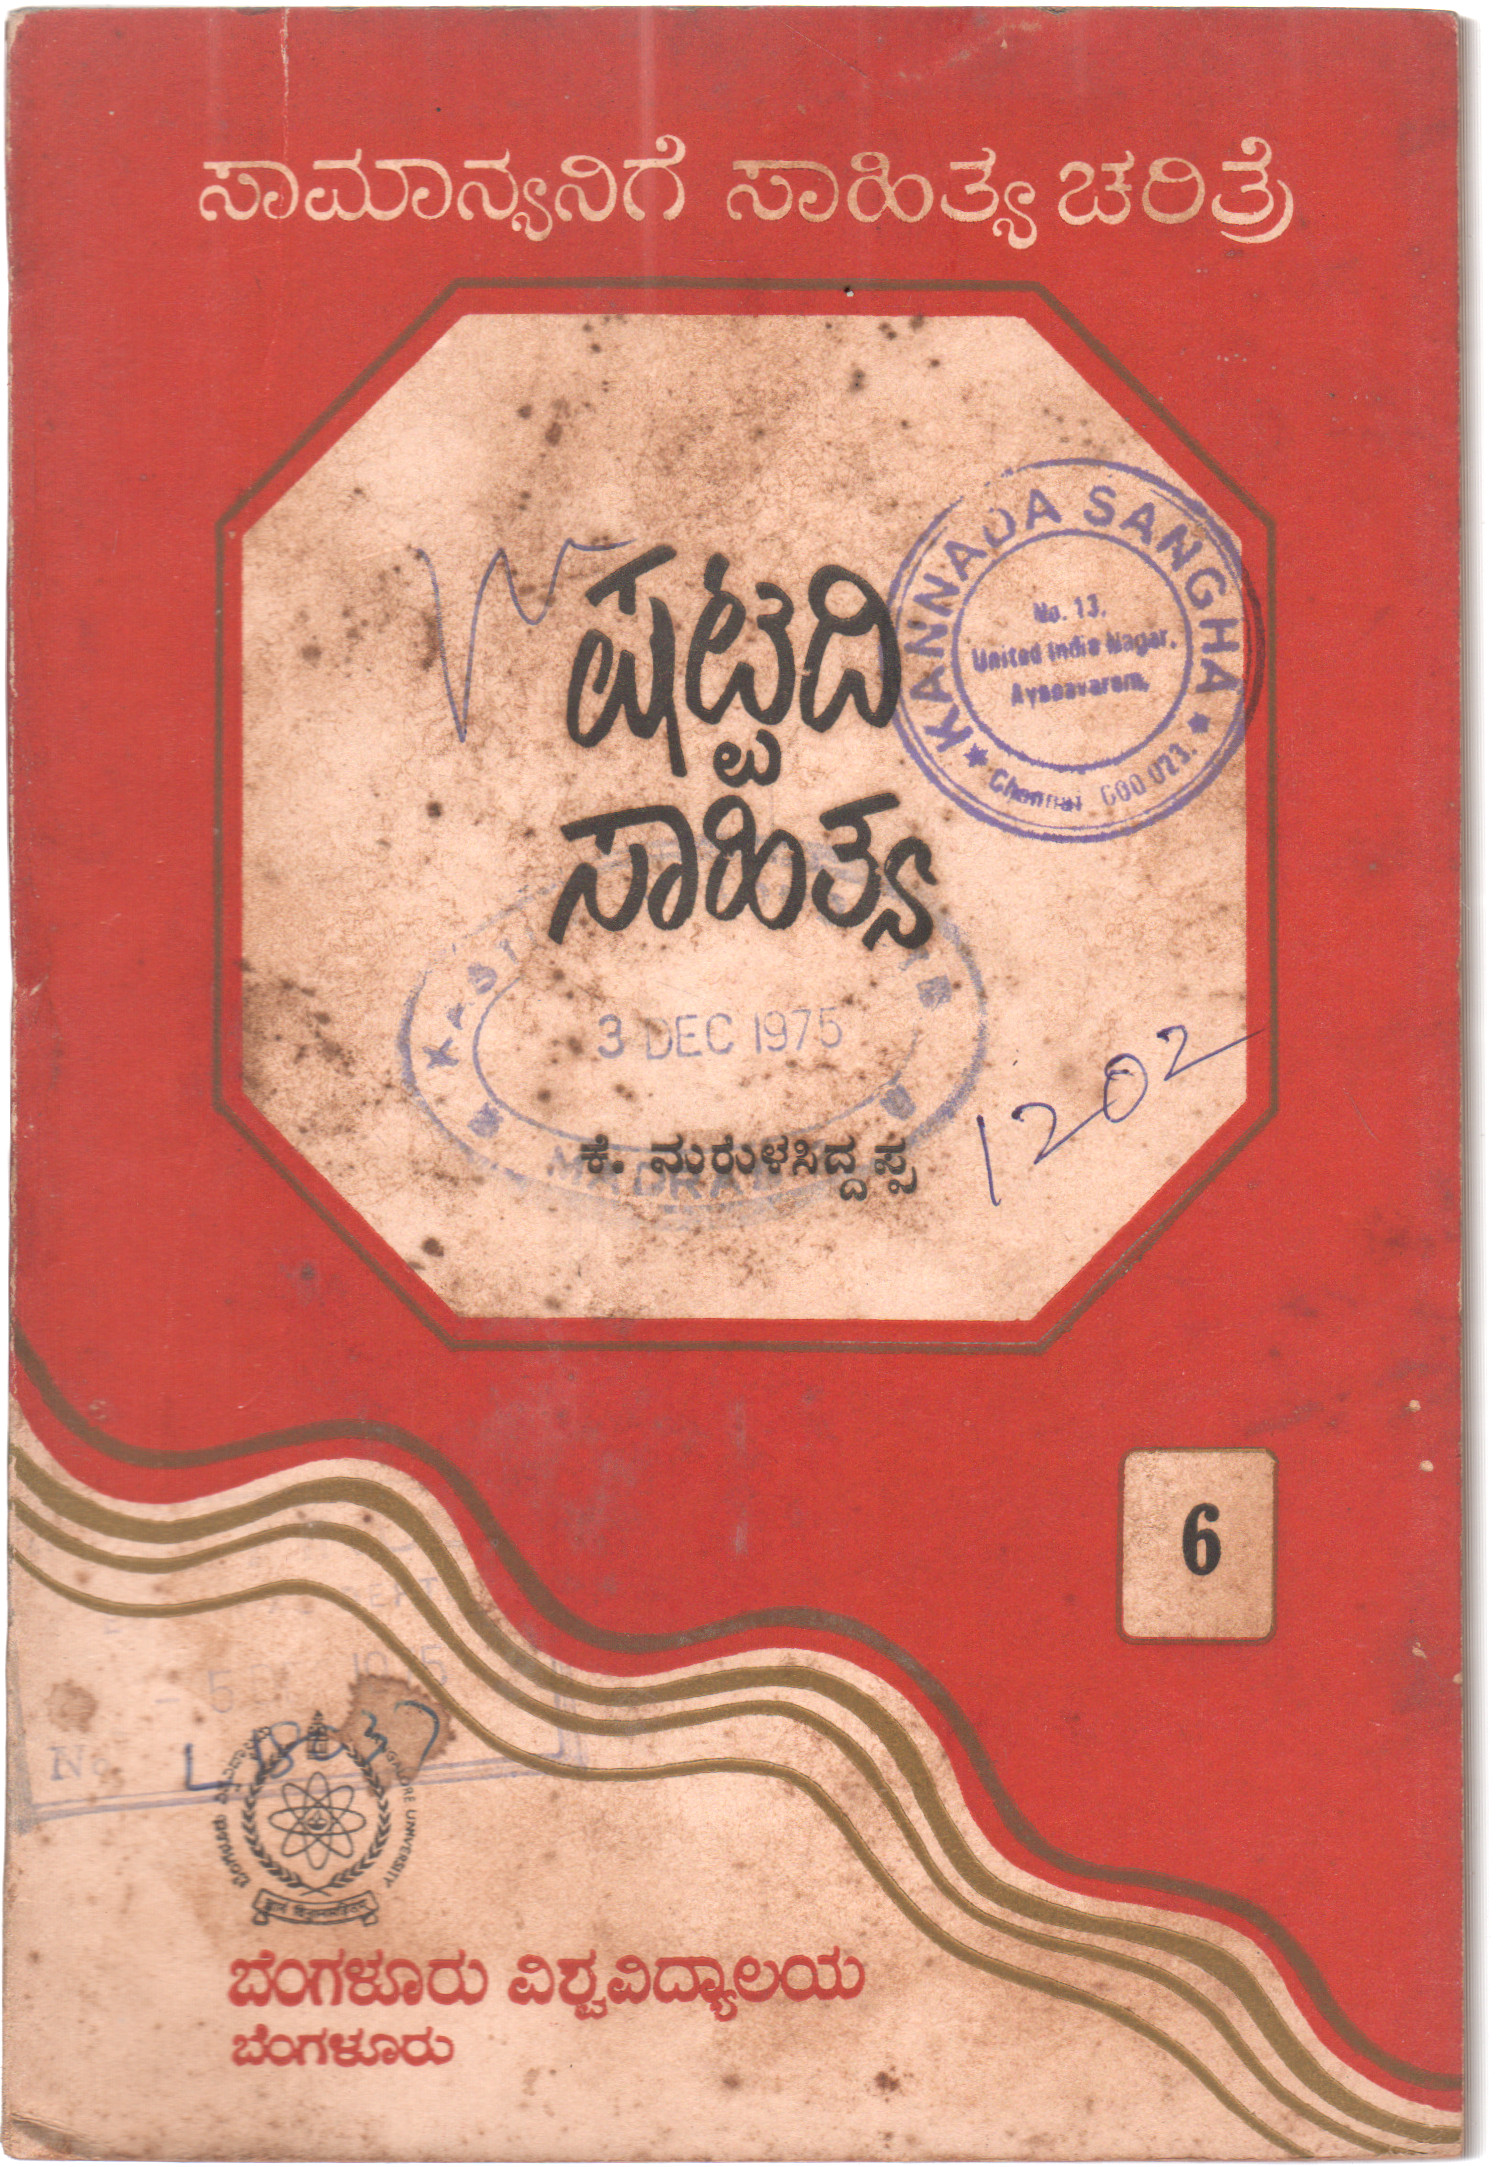 ಸಾಮಾನ್ಯನಿಗೆ ಸಾಹಿತ್ಯ ಚರಿತ್ರೆ
ಷಟ್ಪದಿ
ಸಾಹಿತ್ಯ
KANNADA SANGHA
No. 13,
United India Nagar,
Ayanavaram,
Chennai 600 023.
3 DEC 1975
ಕೆ. ಮರುಳಸಿದ್ದಪ್ಪ
1202
6
No.
ಬೆಂಗಳೂರು ವಿಶ್ವವಿದ್ಯಾಲಯ
ಬೆಂಗಳೂರು